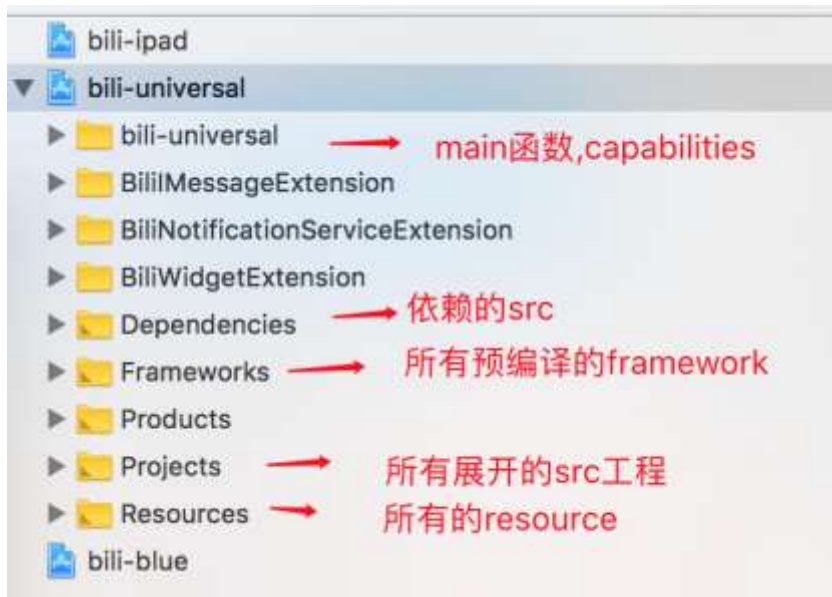 bili-ipad
bili-universal
bili-universal
main函数,capabilities
BiliIMessageExtension
BiliNotificationServiceExtension
BiliWidgetExtension
Dependencies
依赖的src
Frameworks
所有预编译的framework
Products
Projects
所有展开的src工程
Resources
所有的resource
bili-blue